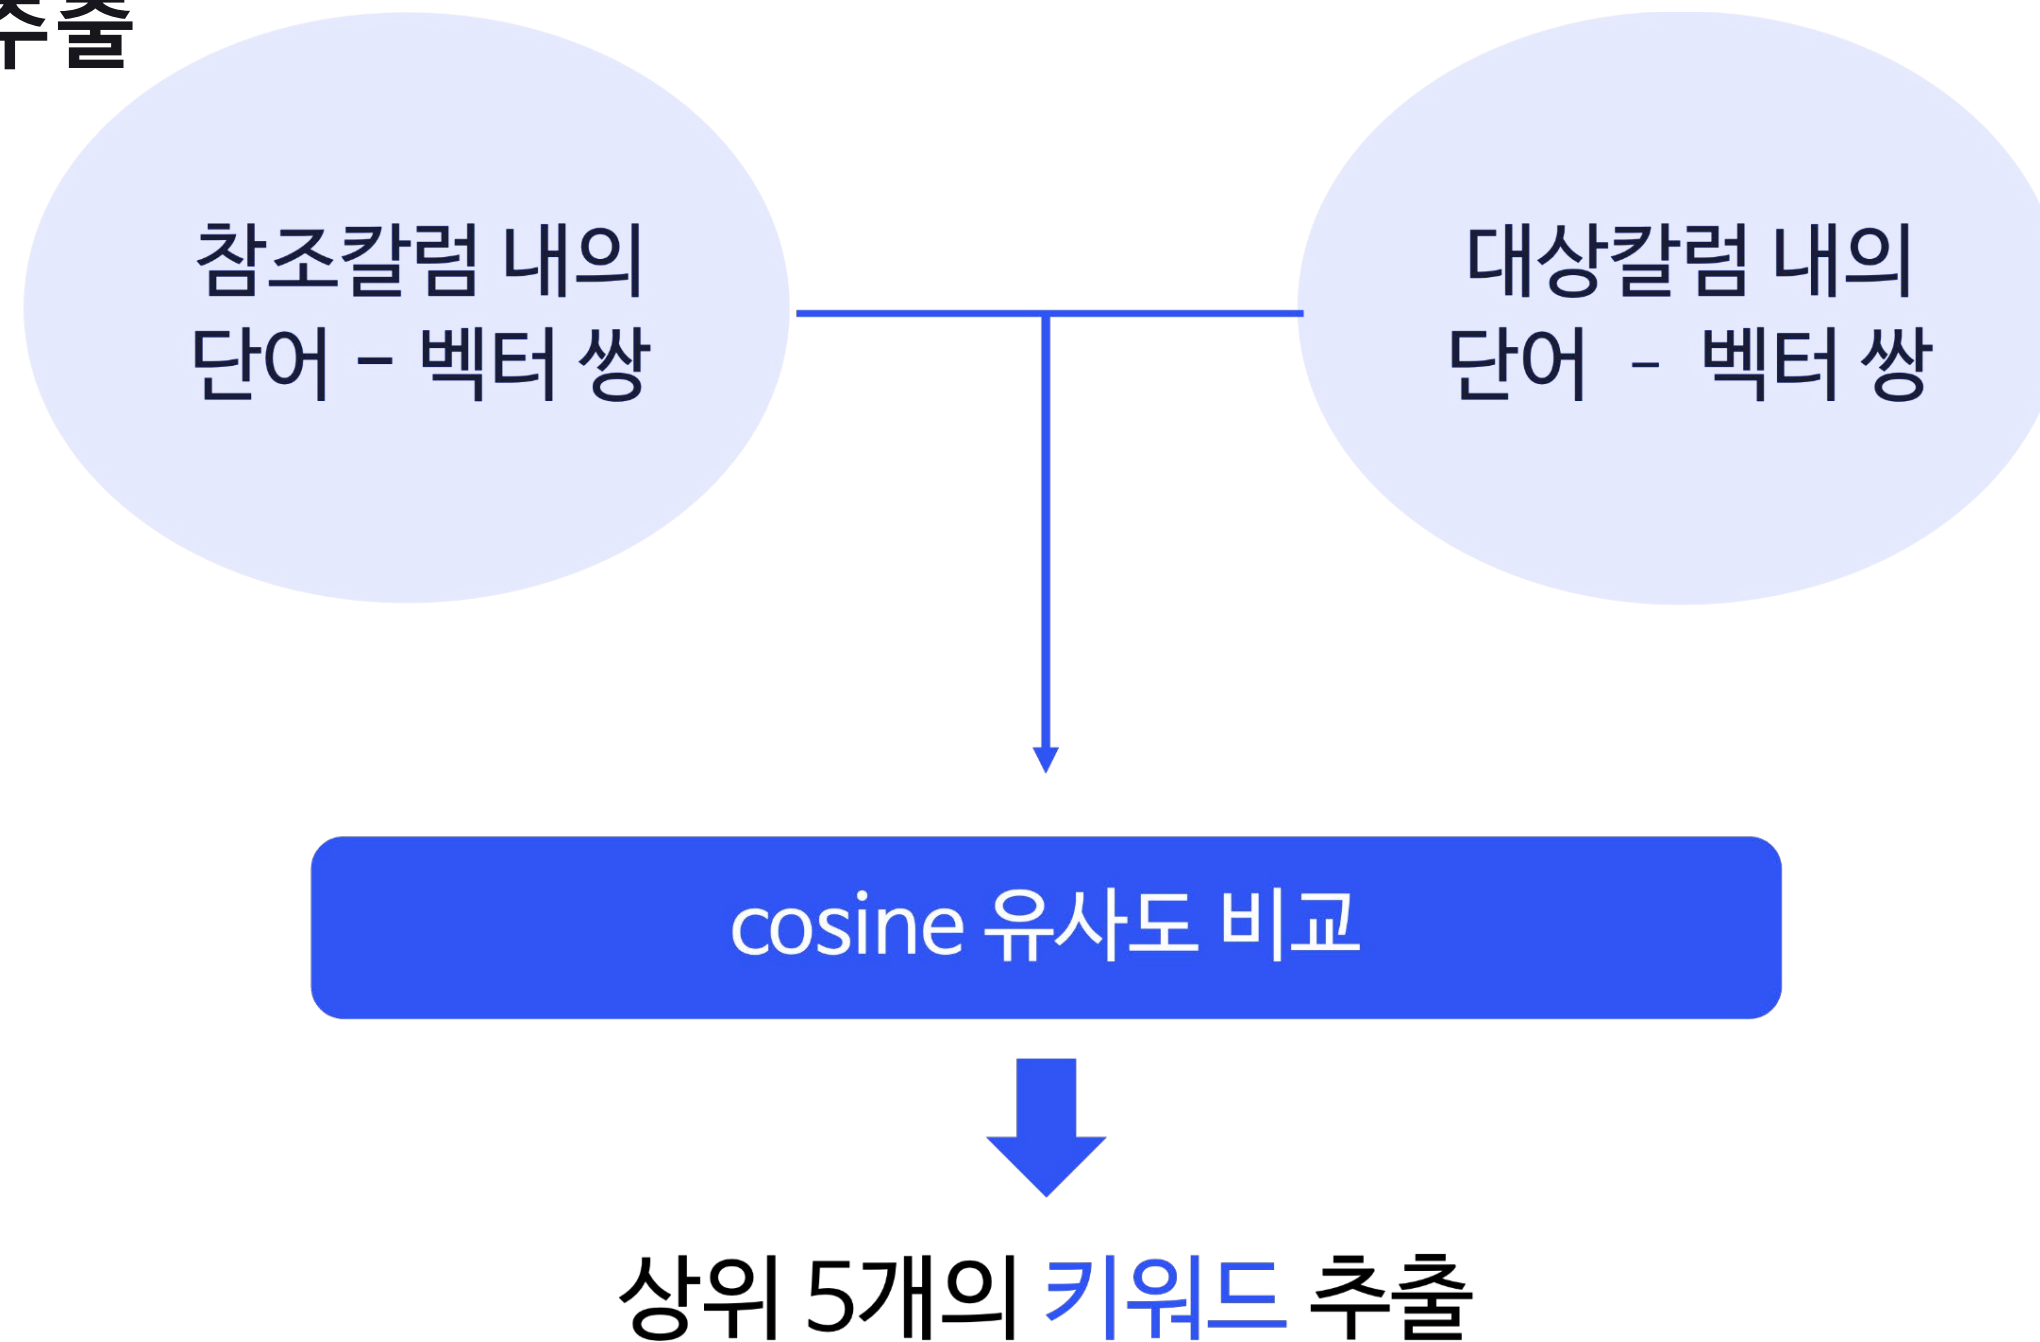 추출
참조칼럼 내의
단어 - 벡터 쌍
대상칼럼 내의
단어 - 벡터 쌍
cosine 유사도 비교
상위 5개의 키워드 추출